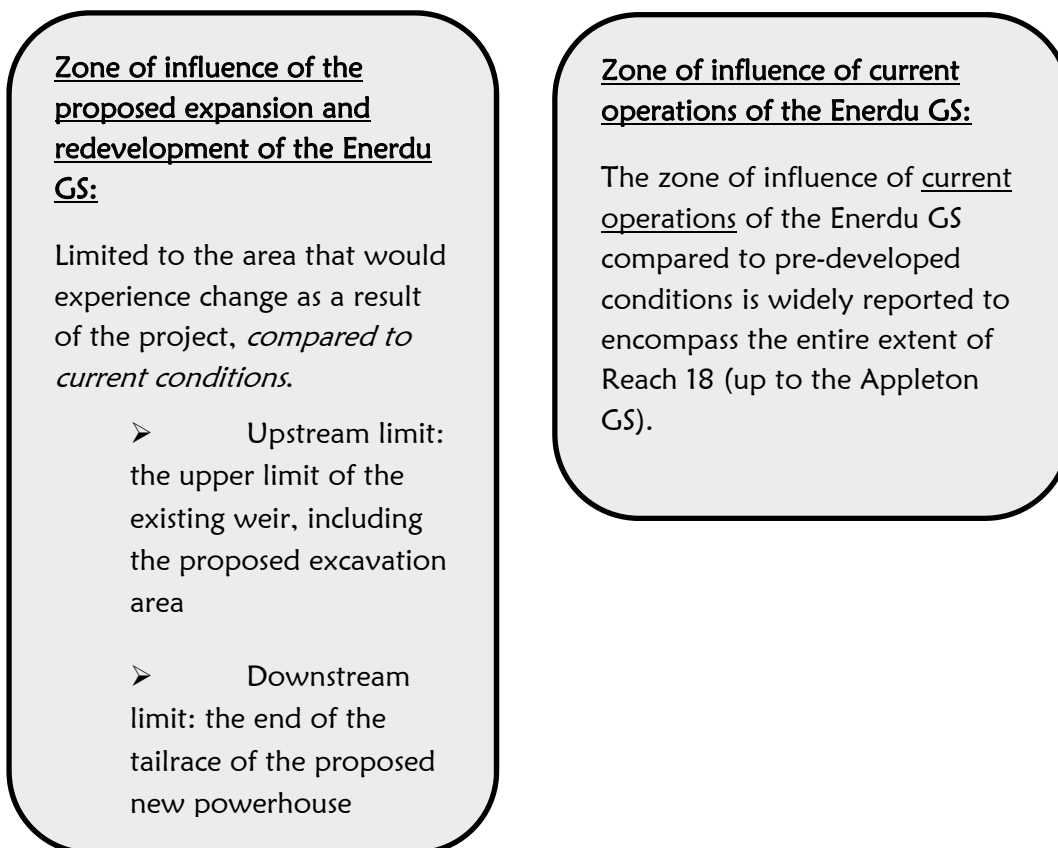 Zone of influence of the
proposed expansion and
redevelopment of the Enerdu
GS:
Limited to the area that would
experience change as a result
of the project, compared to
current conditions.
➢ Upstream limit:
the upper limit of the
existing weir, including
the proposed excavation
area
➢ Downstream
limit: the end of the
tailrace of the proposed
new powerhouse
Zone of influence of current
operations of the Enerdu GS:
The zone of influence of current
operations of the Enerdu GS
compared to pre-developed
conditions is widely reported to
encompass the entire extent of
Reach 18 (up to the Appleton
GS).